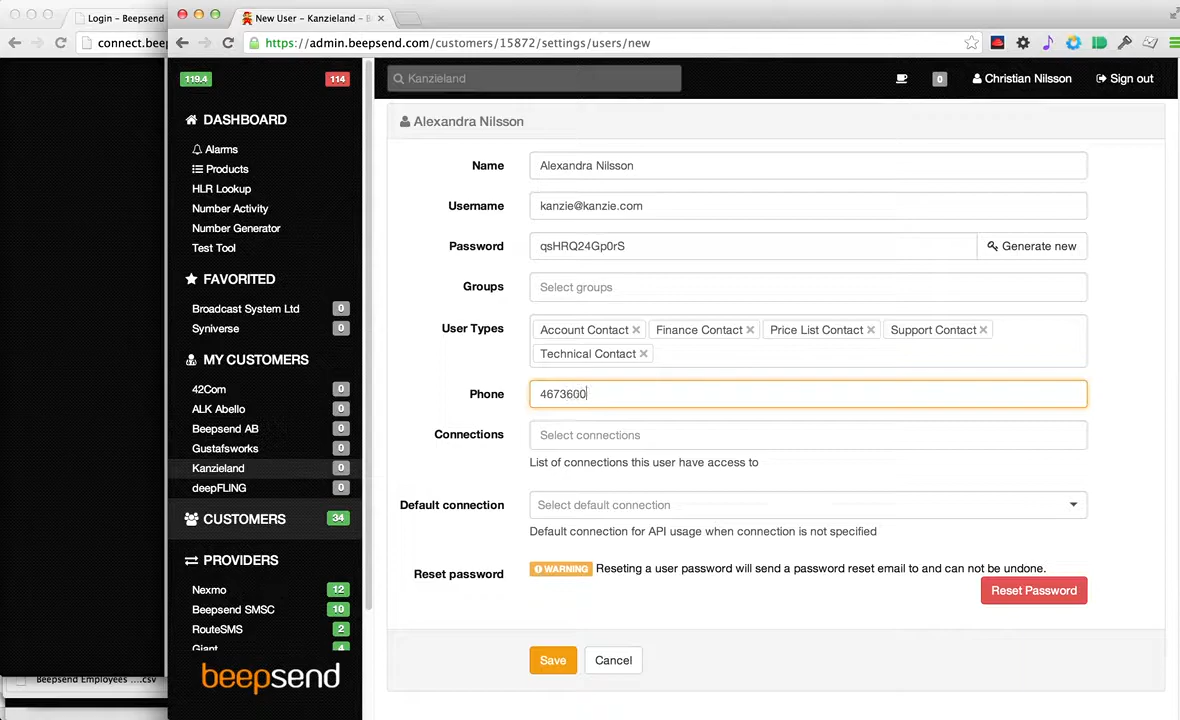 Login - Beepsend
New User - Kanzieland - B
connect.beep
https://admin.beepsend.com/customers/15872/settings/users/new
119.4
114
Kanzieland
0
Christian Nilsson
Sign out
DASHBOARD
Alarms
Products
HLR Lookup
Number Activity
Number Generator
Test Tool
FAVORITED
Broadcast System Ltd 0
Syniverse 0
MY CUSTOMERS
42Com 0
ALK Abello 0
Beepsend AB 0
Gustafsworks 0
Kanzieland 0
deepFLING 0
CUSTOMERS 34
PROVIDERS
Nexmo 12
Beepsend SMSC 10
RouteSMS 2
Giant 4
beepsend
Beepsend Employees ....csv
Alexandra Nilsson
Name Alexandra Nilsson
Username kanzie@kanzie.com
Password qsHRQ24Gp0rS Generate new
Groups Select groups
User Types Account Contact Finance Contact Price List Contact Support Contact
Technical Contact
Phone 4673600
Connections Select connections
List of connections this user have access to
Default connection Select default connection
Default connection for API usage when connection is not specified
Reset password WARNING Reseting a user password will send a password reset email to and can not be undone.
Reset Password
Save Cancel